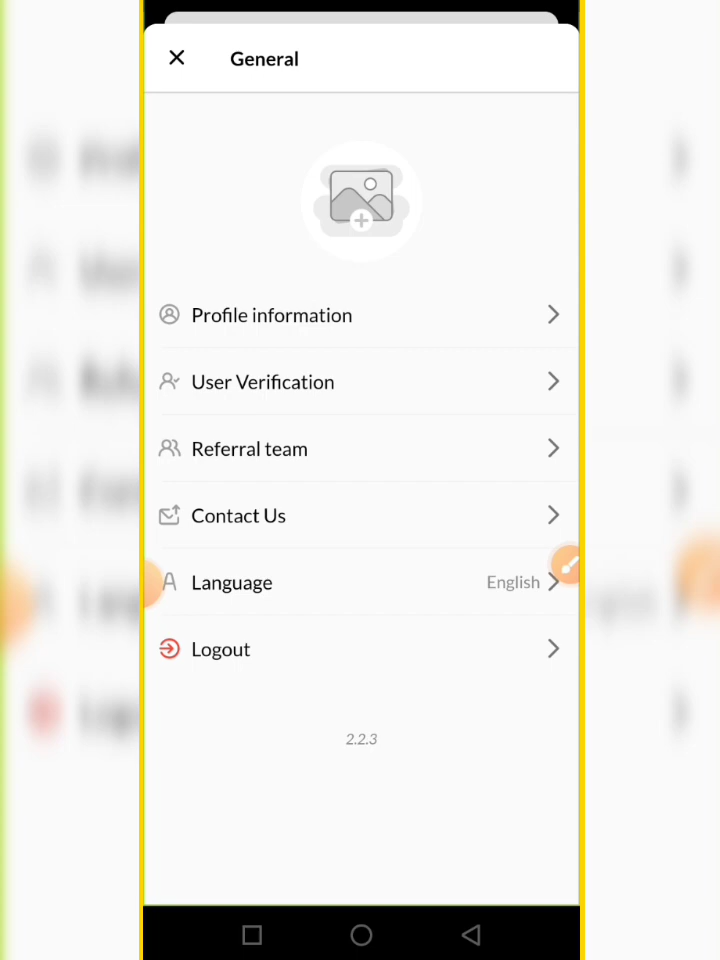 General
Profile information
User Verification
Referral team
Contact Us
Language English
Logout
2.2.3